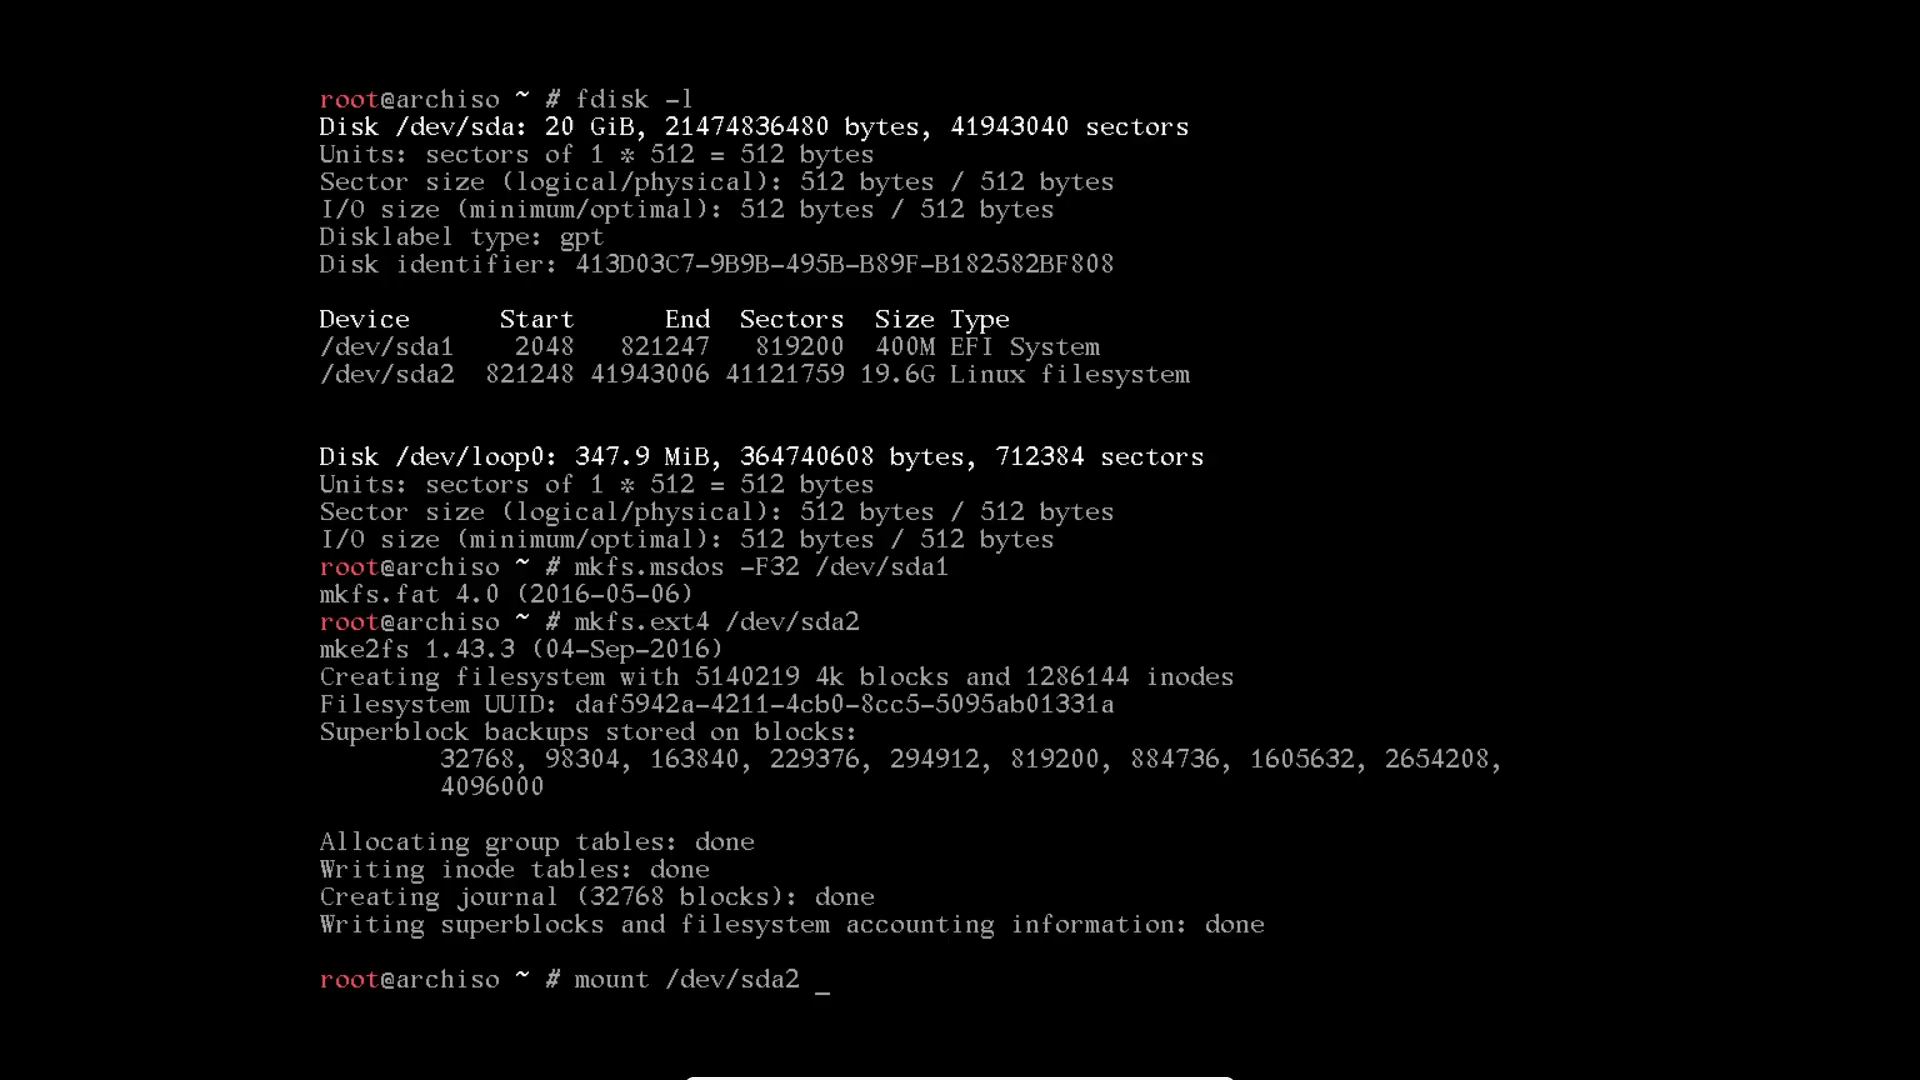 root@archiso ~ # fdisk -l
Disk /dev/sda: 20 GiB, 21474836480 bytes, 41943040 sectors
Units: sectors of 1 * 512 = 512 bytes
Sector size (logical/physical): 512 bytes / 512 bytes
I/O size (minimum/optimal): 512 bytes / 512 bytes
Disklabel type: gpt
Disk identifier: 413D03C7-9B9B-495B-B89F-B182582BF808
Device      Start      End  Sectors  Size Type
/dev/sda1    2048   821247   819200  400M EFI System
/dev/sda2  821248 41943006 41121759 19.6G Linux filesystem
Disk /dev/loop0: 347.9 MiB, 364740608 bytes, 712384 sectors
Units: sectors of 1 * 512 = 512 bytes
Sector size (logical/physical): 512 bytes / 512 bytes
I/O size (minimum/optimal): 512 bytes / 512 bytes
root@archiso ~ # mkfs.msdos -F32 /dev/sda1
mkfs.fat 4.0 (2016-05-06)
root@archiso ~ # mkfs.ext4 /dev/sda2
mke2fs 1.43.3 (04-Sep-2016)
Creating filesystem with 5140219 4k blocks and 1286144 inodes
Filesystem UUID: daf5942a-4211-4cb0-8cc5-5095ab01331a
Superblock backups stored on blocks:
        32768, 98304, 163840, 229376, 294912, 819200, 884736, 1605632, 2654208,
        4096000
Allocating group tables: done
Writing inode tables: done
Creating journal (32768 blocks): done
Writing superblocks and filesystem accounting information: done
root@archiso ~ # mount /dev/sda2 _